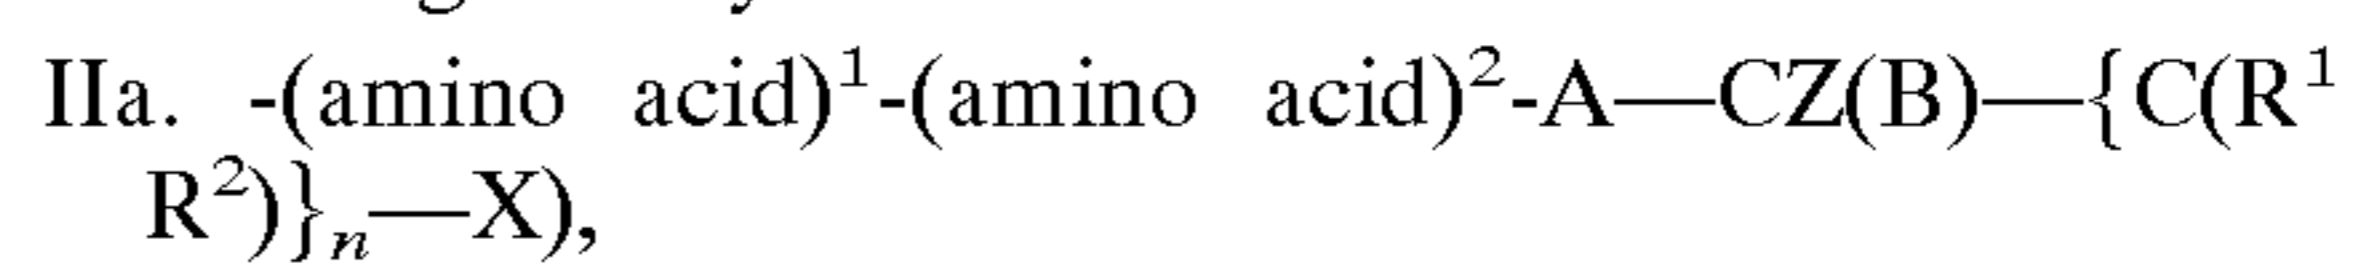 IIa. -(amino acid)¹-(amino acid)²-A—CZ(B)—{C(R¹
R²)}ₙ—X),